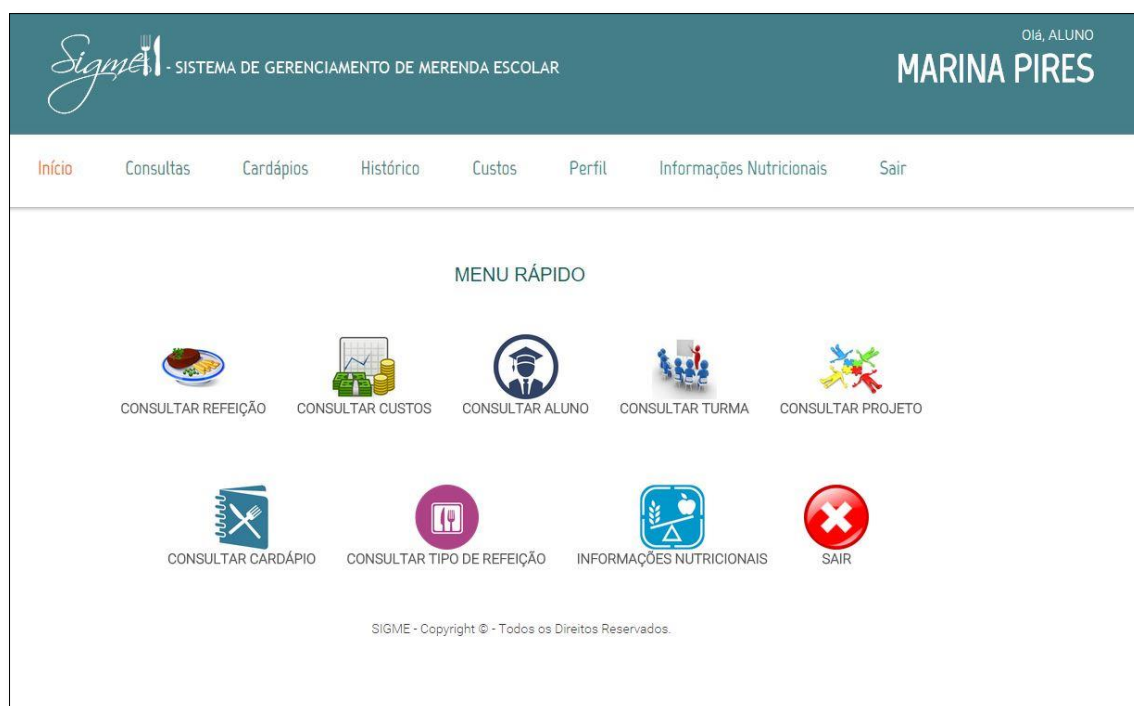 Sigme - SISTEMA DE GERENCIAMENTO DE MERENDA ESCOLAR
Olá, ALUNO
MARINA PIRES
Início Consultas Cardápios Histórico Custos Perfil Informações Nutricionais Sair
MENU RÁPIDO
CONSULTAR REFEIÇÃO CONSULTAR CUSTOS CONSULTAR ALUNO CONSULTAR TURMA CONSULTAR PROJETO
CONSULTAR CARDÁPIO CONSULTAR TIPO DE REFEIÇÃO INFORMAÇÕES NUTRICIONAIS SAIR
SIGME - Copyright © - Todos os Direitos Reservados.